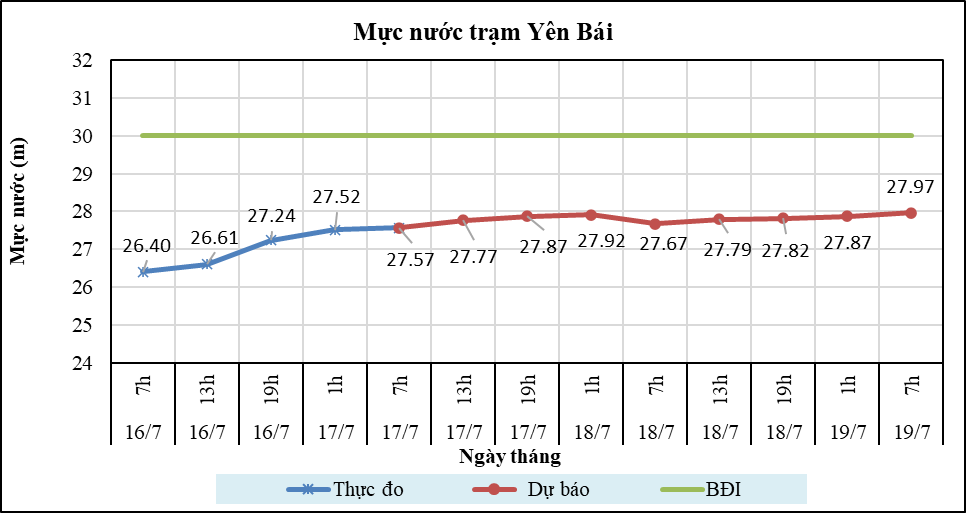 Mực nước trạm Yên Bái
Mực nước (m)
32
31
30
29
28
27
26
25
24
26.40 26.61 27.24 27.52 27.57 27.77 27.87 27.92 27.67 27.79 27.82 27.87 27.97
7h 13h 19h 1h 7h 13h 19h 1h 7h 13h 19h 1h 7h
16/7 16/7 16/7 17/7 17/7 17/7 17/7 18/7 18/7 18/7 18/7 19/7 19/7
Ngày tháng
Thực đo Dự báo BĐI